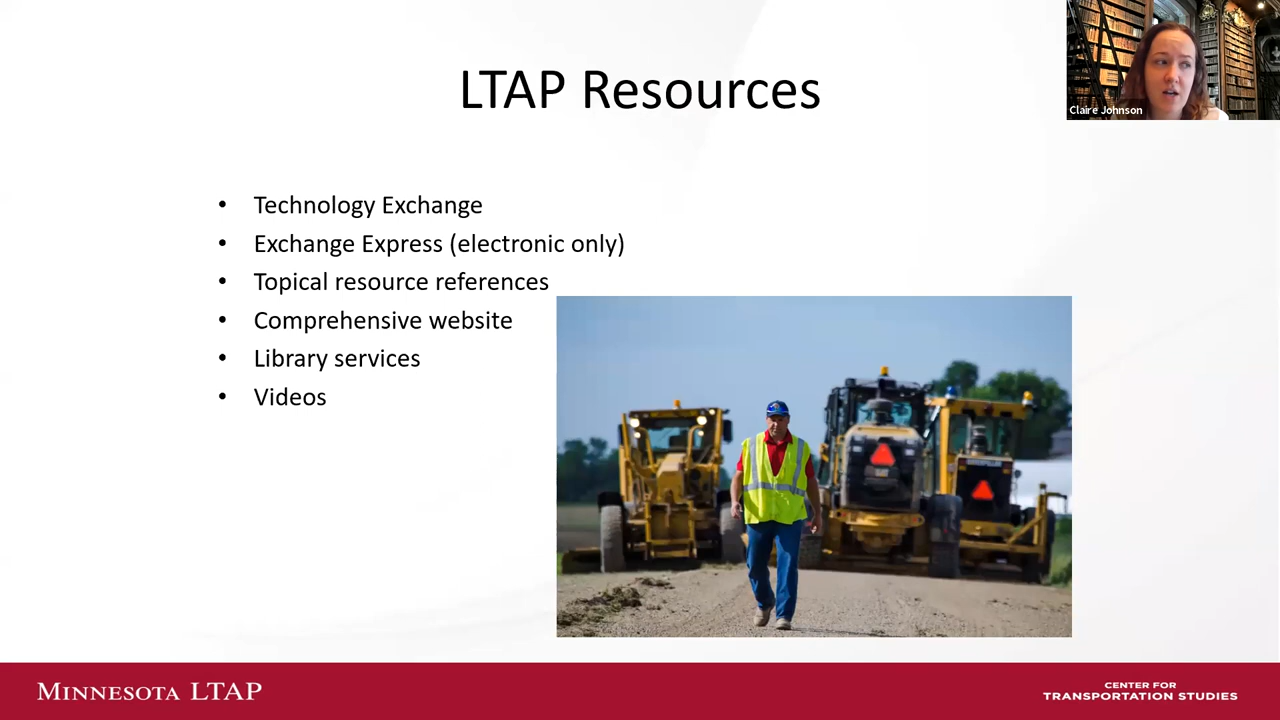 LTAP Resources
Claire Johnson
• Technology Exchange
• Exchange Express (electronic only)
• Topical resource references
• Comprehensive website
• Library services
• Videos
MINNESOTA LTAP
CENTER FOR
TRANSPORTATION STUDIES